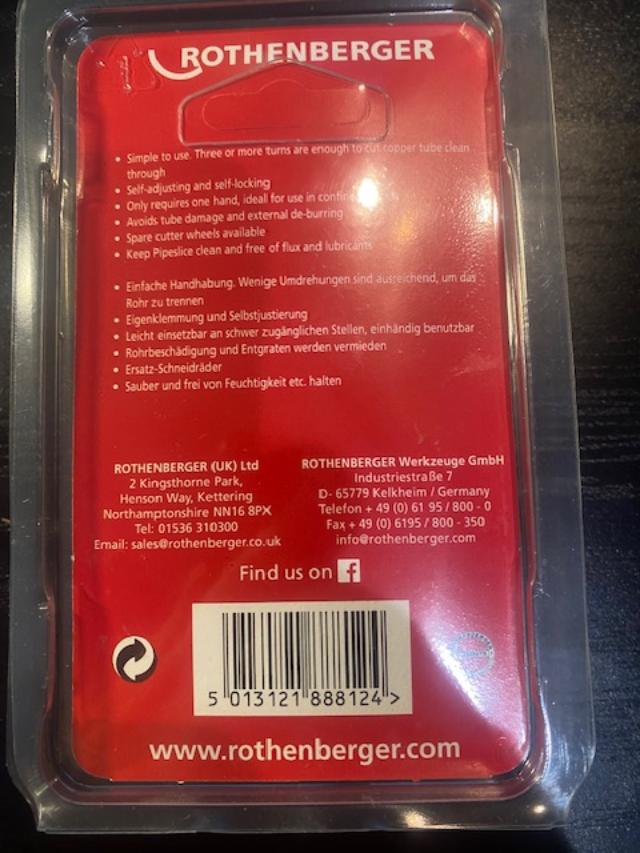 ROTHENBERGER
• Simple to use. Three or more turns are enough to cut copper tube clean
through
• Self-adjusting and self-locking
• Only requires one hand, ideal for use in
• Avoids tube damage and external de-burring
• Spare cutter wheels available
• Keep Pipeslice clean and free of flux and lubricants
• Einfache Handhabung. Wenige Umdrehungen sind ausreichend, um das
Rohr zu trennen
• Eigenklemmung und Selbstjustierung
• Leicht einsetzbar an schwer zugänglichen Stellen, einhändig benutzbar
• Rohrbeschädigung und Entgraten werden vermieden
• Ersatz-Schneidräder
• Sauber und frei von Feuchtigkeit etc. halten
ROTHENBERGER (UK) Ltd
2 Kingsthorne Park,
Henson Way, Kettering
Northamptonshire NN16 8PX
Tel: 01536 310300
Email: sales@rothenberger.co.uk
ROTHENBERGER Werkzeuge GmbH
Industriestraße 7
D- 65779 Kelkheim / Germany
Telefon + 49 (0) 61 95 / 800 - 0
Fax + 49 (0) 6195 / 800 - 350
info@rothenberger.com
Find us on f
5 013121 888124 >
www.rothenberger.com